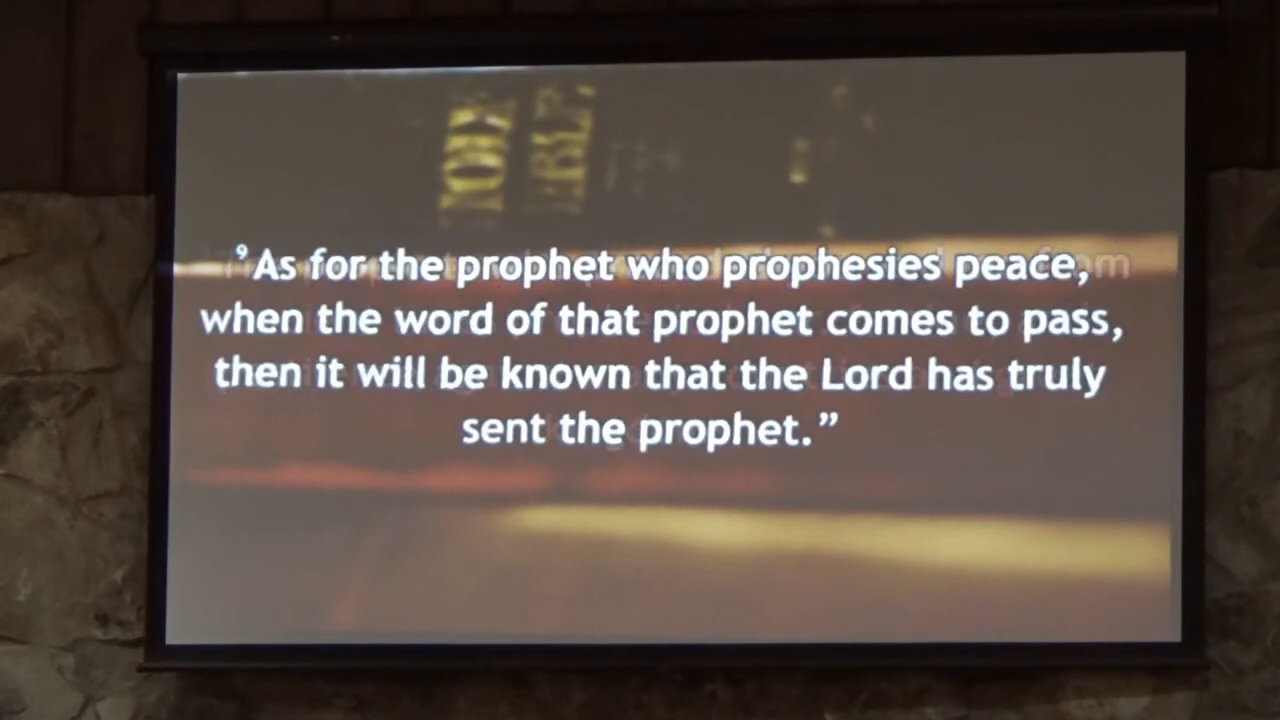 ⁹As for the prophet who prophesies peace,
when the word of that prophet comes to pass,
then it will be known that the Lord has truly
sent the prophet.”